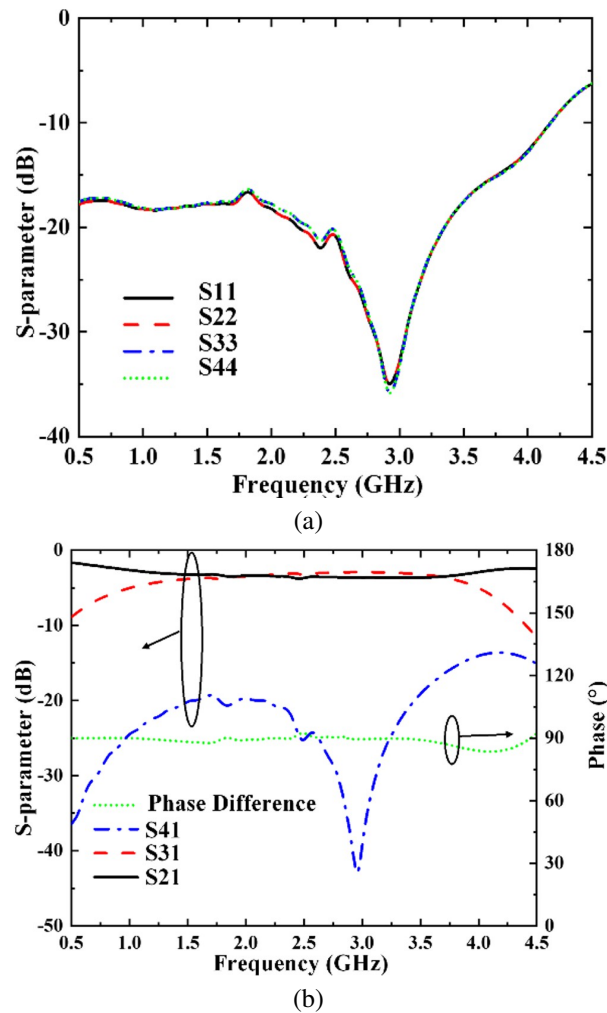 0
-10
-20
-30
-40
S-parameter (dB)
S11
S22
S33
S44
0.5 1.0 1.5 2.0 2.5 3.0 3.5 4.0 4.5
Frequency (GHz)
(a)
0
-10
-20
-30
-40
-50
S-parameter (dB)
180
150
120
90
60
30
0
Phase (°)
Phase Difference
S41
S31
S21
0.5 1.0 1.5 2.0 2.5 3.0 3.5 4.0 4.5
Frequency (GHz)
(b)